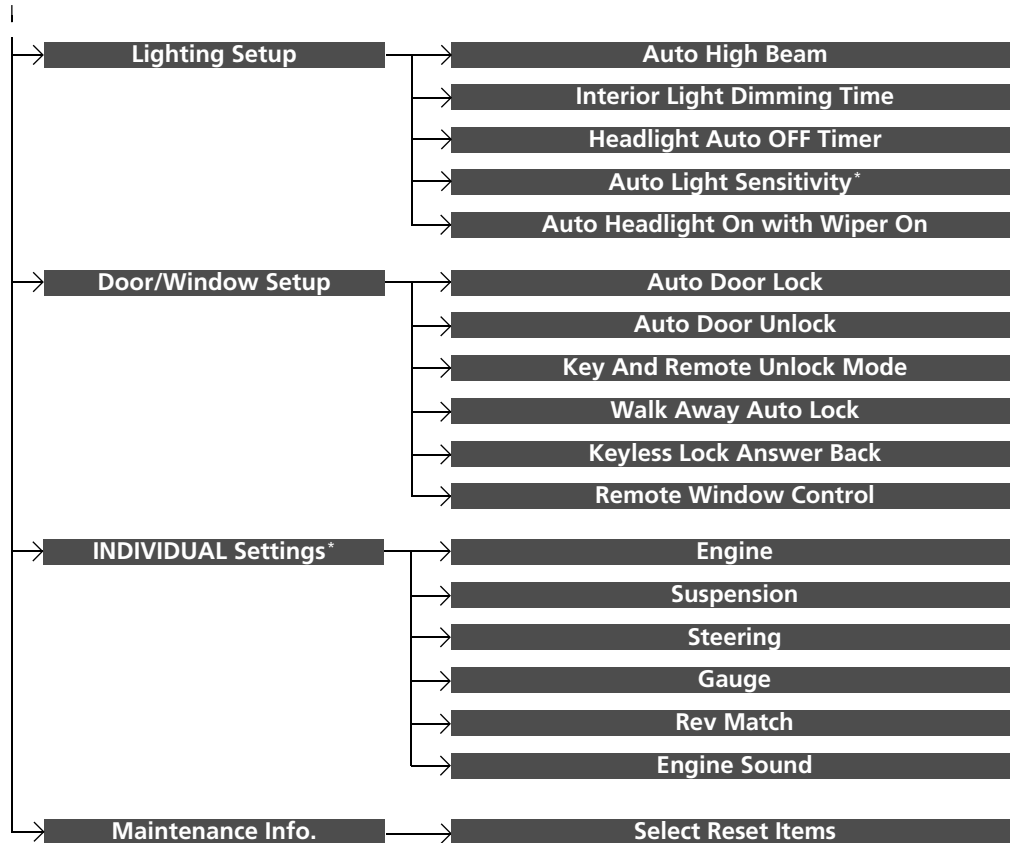 Lighting Setup
Auto High Beam
Interior Light Dimming Time
Headlight Auto OFF Timer
Auto Light Sensitivity*
Auto Headlight On with Wiper On
Door/Window Setup
Auto Door Lock
Auto Door Unlock
Key And Remote Unlock Mode
Walk Away Auto Lock
Keyless Lock Answer Back
Remote Window Control
INDIVIDUAL Settings*
Engine
Suspension
Steering
Gauge
Rev Match
Engine Sound
Maintenance Info.
Select Reset Items